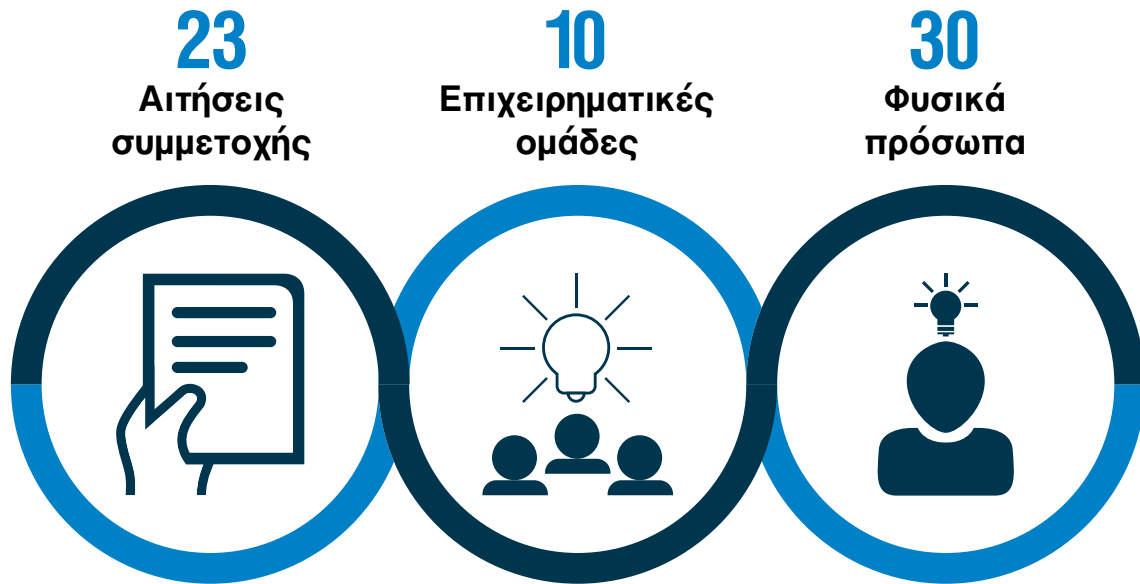 23
Αιτήσεις
συμμετοχής
10
Επιχειρηματικές
ομάδες
30
Φυσικά
πρόσωπα